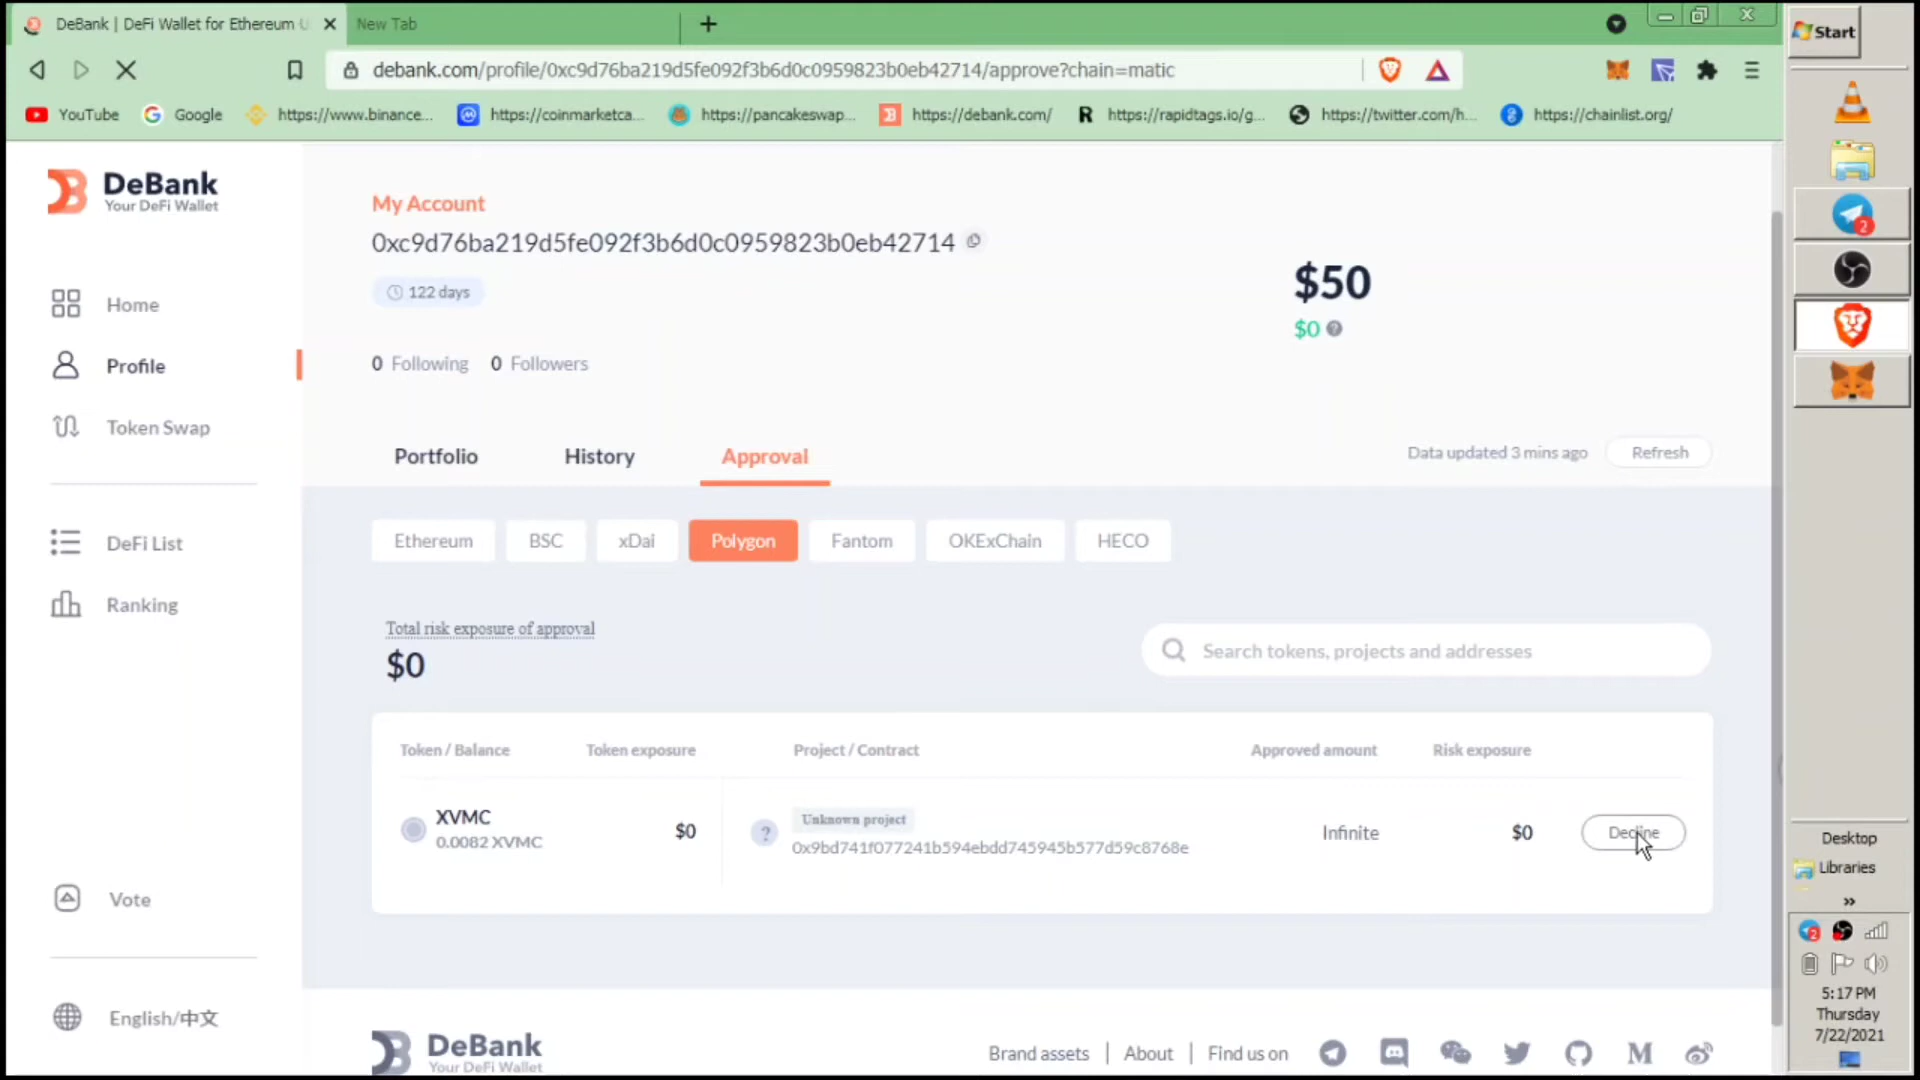 DeBank | DeFi Wallet for Ethereum U
New Tab
Start
debank.com/profile/0xc9d76ba219d5fe092f3b6d0c0959823b0eb42714/approve?chain=matic
YouTube
Google
https://www.binance...
https://coinmarketca...
https://pancakeswap...
https://debank.com/
https://rapidtags.io/g...
https://twitter.com/h...
https://chainlist.org/
DeBank
Your DeFi Wallet
My Account
0xc9d76ba219d5fe092f3b6d0c0959823b0eb42714
122 days
$50
$0
0 Following 0 Followers
Home
Profile
Token Swap
DeFi List
Ranking
Vote
English/中文
Portfolio
History
Approval
Data updated 3 mins ago
Refresh
Ethereum
BSC
xDai
Polygon
Fantom
OKExChain
HECO
Total risk exposure of approval
$0
Search tokens, projects and addresses
Token / Balance
Token exposure
Project / Contract
Approved amount
Risk exposure
XVMC
0.0082 XVMC
$0
?
Unknown project
0x9bd741f077241b594ebdd745945b577d59c8768e
Infinite
$0
Decline
DeBank
Your DeFi Wallet
Brand assets | About | Find us on
2
Desktop
Libraries
»
2
5:17 PM
Thursday
7/22/2021